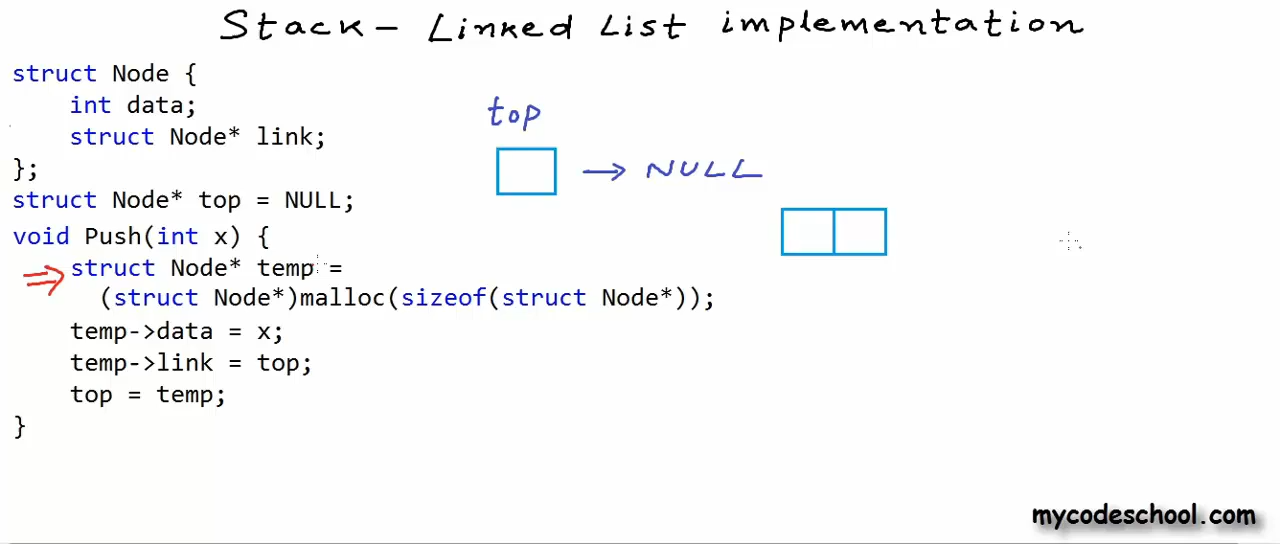 Stack - Linked List implementation
struct Node {
int data;
struct Node* link;
};
struct Node* top = NULL;
void Push(int x) {
struct Node* temp =
(struct Node*)malloc(sizeof(struct Node*));
temp->data = x;
temp->link = top;
top = temp;
}
top
→ NULL
mycodeschool.com